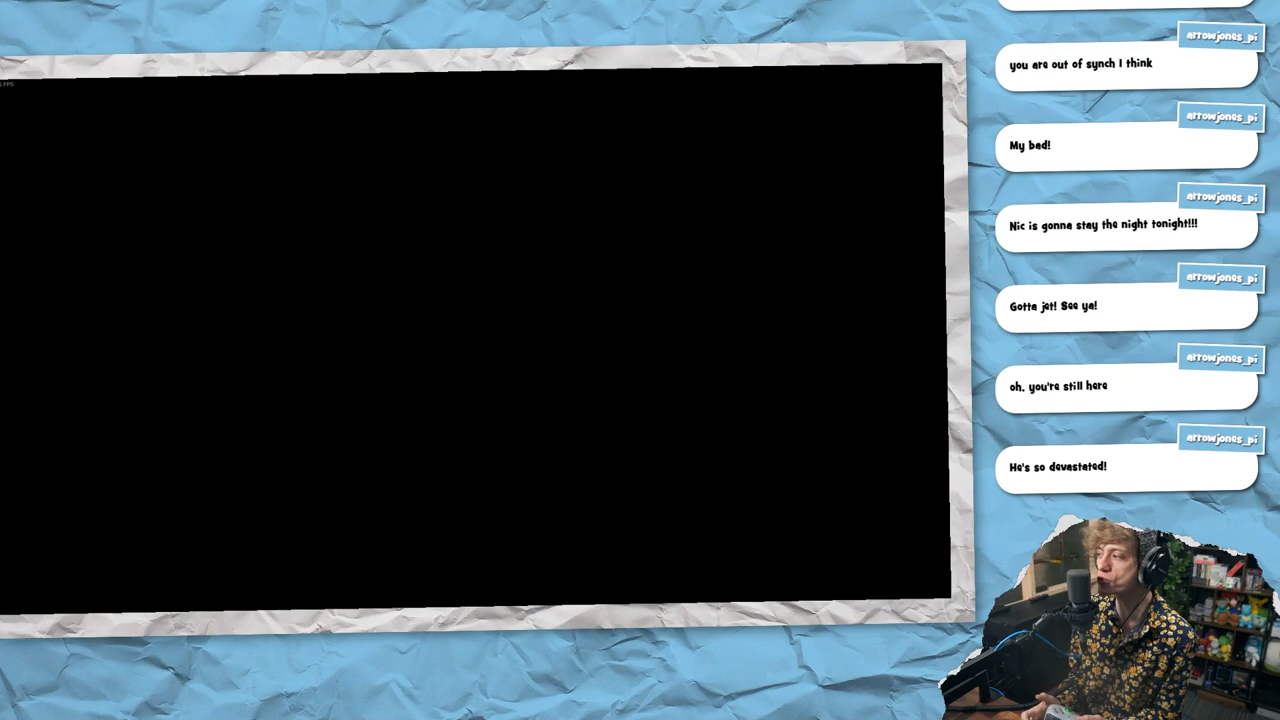 FPS
arrowjones_pi
you are out of synch I think
arrowjones_pi
My bad!
arrowjones_pi
Nic is gonna stay the night tonight!!!
arrowjones_pi
Gotta jet! See ya!
arrowjones_pi
oh, you're still here
arrowjones_pi
He's so devastated!